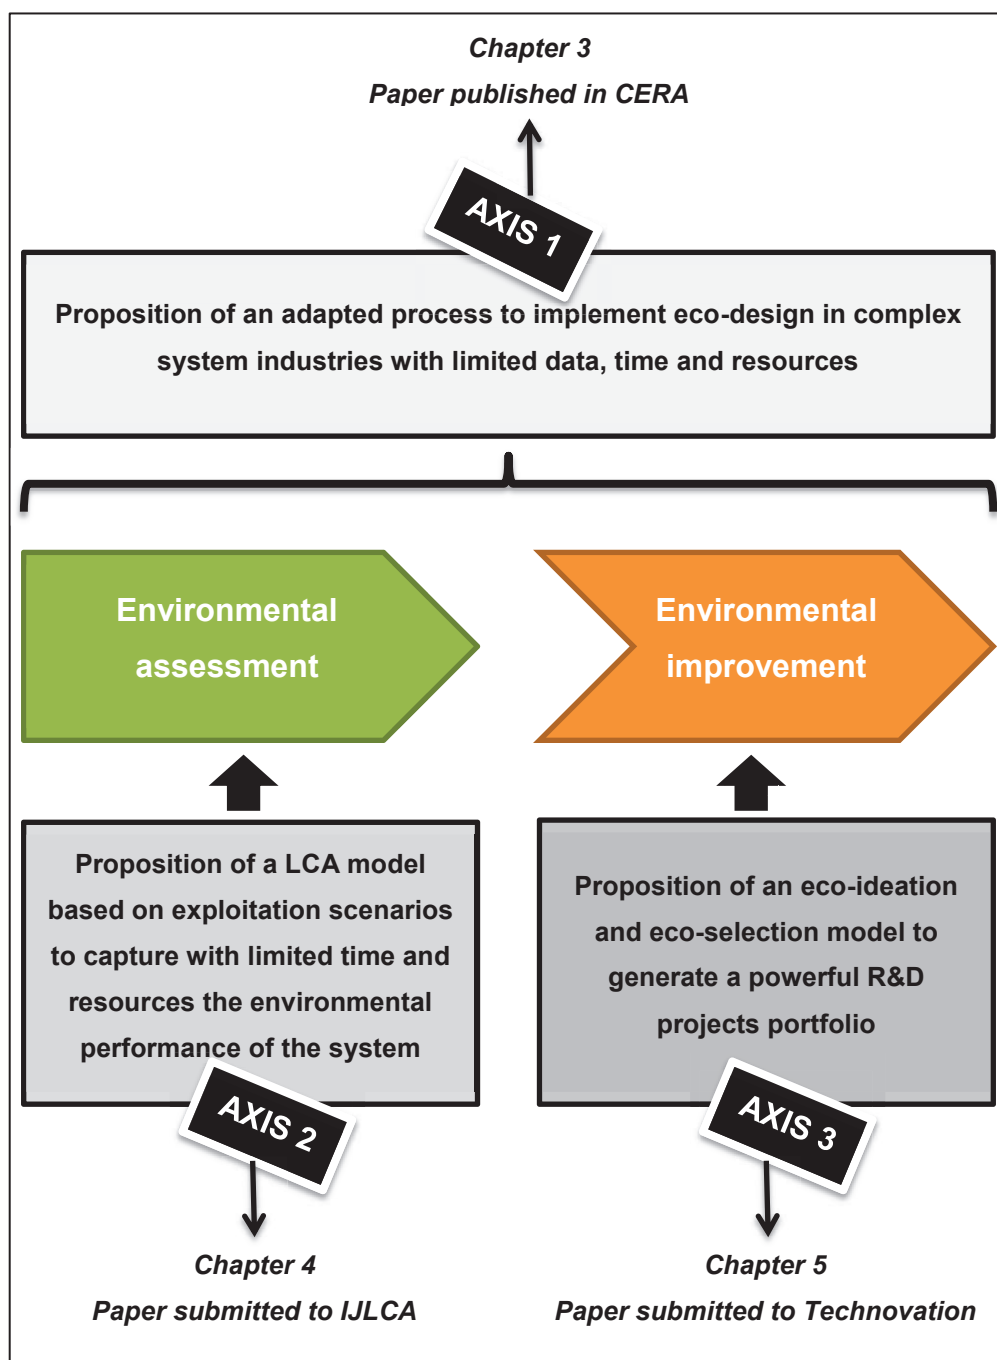 Chapter 3
Paper published in CERA
AXIS 1
Proposition of an adapted process to implement eco-design in complex
system industries with limited data, time and resources
Environmental
assessment
Environmental
improvement
Proposition of a LCA model
based on exploitation scenarios
to capture with limited time and
resources the environmental
performance of the system
Proposition of an eco-ideation
and eco-selection model to
generate a powerful R&D
projects portfolio
AXIS 2
AXIS 3
Chapter 4
Paper submitted to IJLCA
Chapter 5
Paper submitted to Technovation